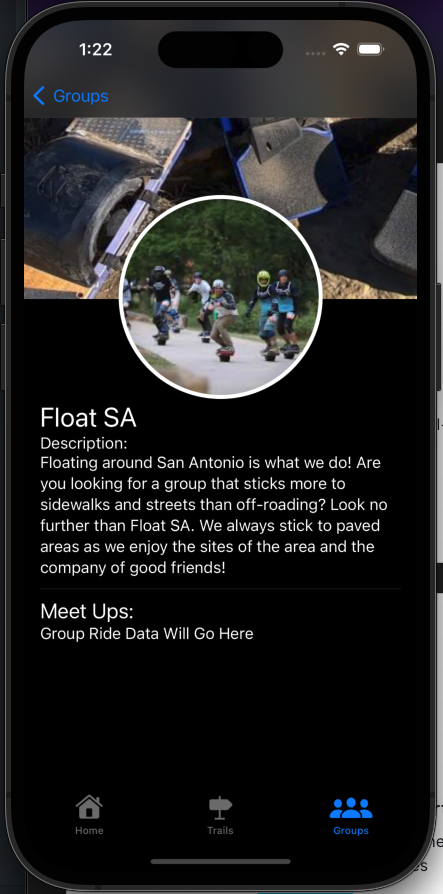 1:22
Groups
Float SA
Description:
Floating around San Antonio is what we do! Are
you looking for a group that sticks more to
sidewalks and streets than off-roading? Look no
further than Float SA. We always stick to paved
areas as we enjoy the sites of the area and the
company of good friends!
Meet Ups:
Group Ride Data Will Go Here
Home
Trails
Groups